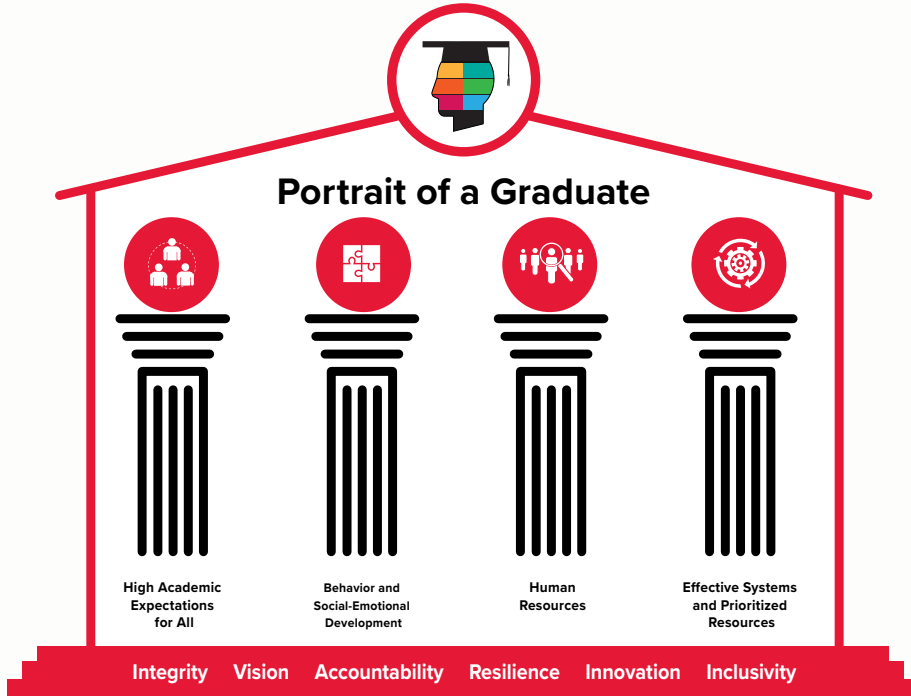 Portrait of a Graduate
High Academic
Expectations
for All
Behavior and
Social-Emotional
Development
Human
Resources
Effective Systems
and Prioritized
Resources
Integrity Vision Accountability Resilience Innovation Inclusivity